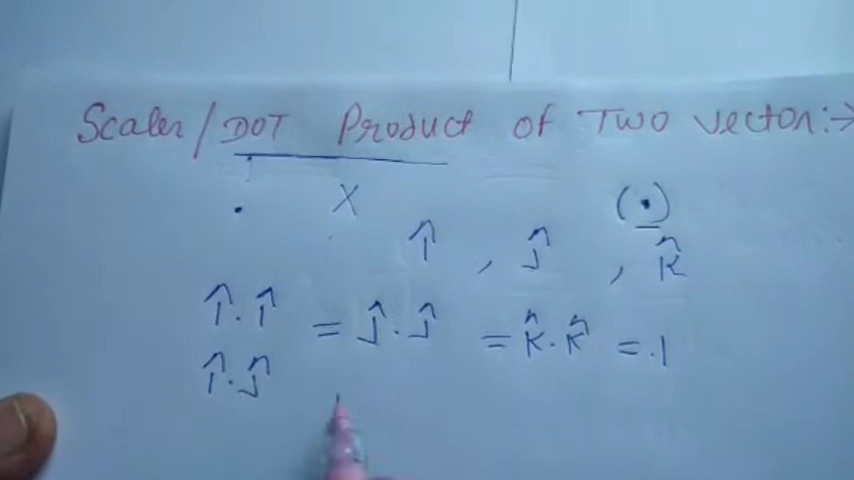 Scaler/DOT Product of Two vector:→
. X (•)
î , ĵ , k̂
î.î = ĵ.ĵ = k̂.k̂ =.1
î.ĵ